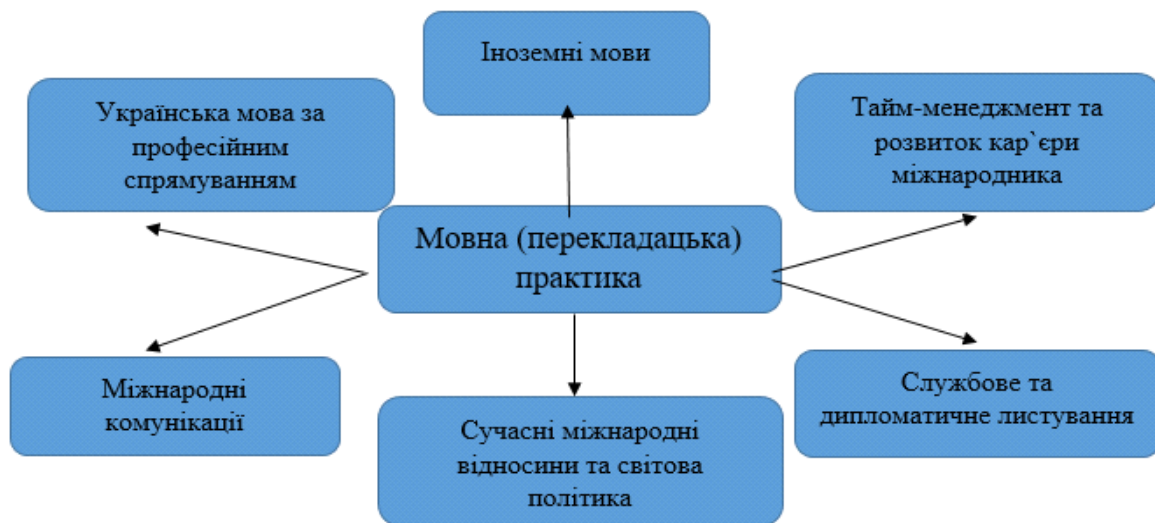 Іноземні мови
Українська мова за
професійним
спрямуванням
Тайм-менеджмент та
розвиток кар`єри
міжнародника
Мовна (перекладацька)
практика
Міжнародні
комунікації
Сучасні міжнародні
відносини та світова
політика
Службове та
дипломатичне листування